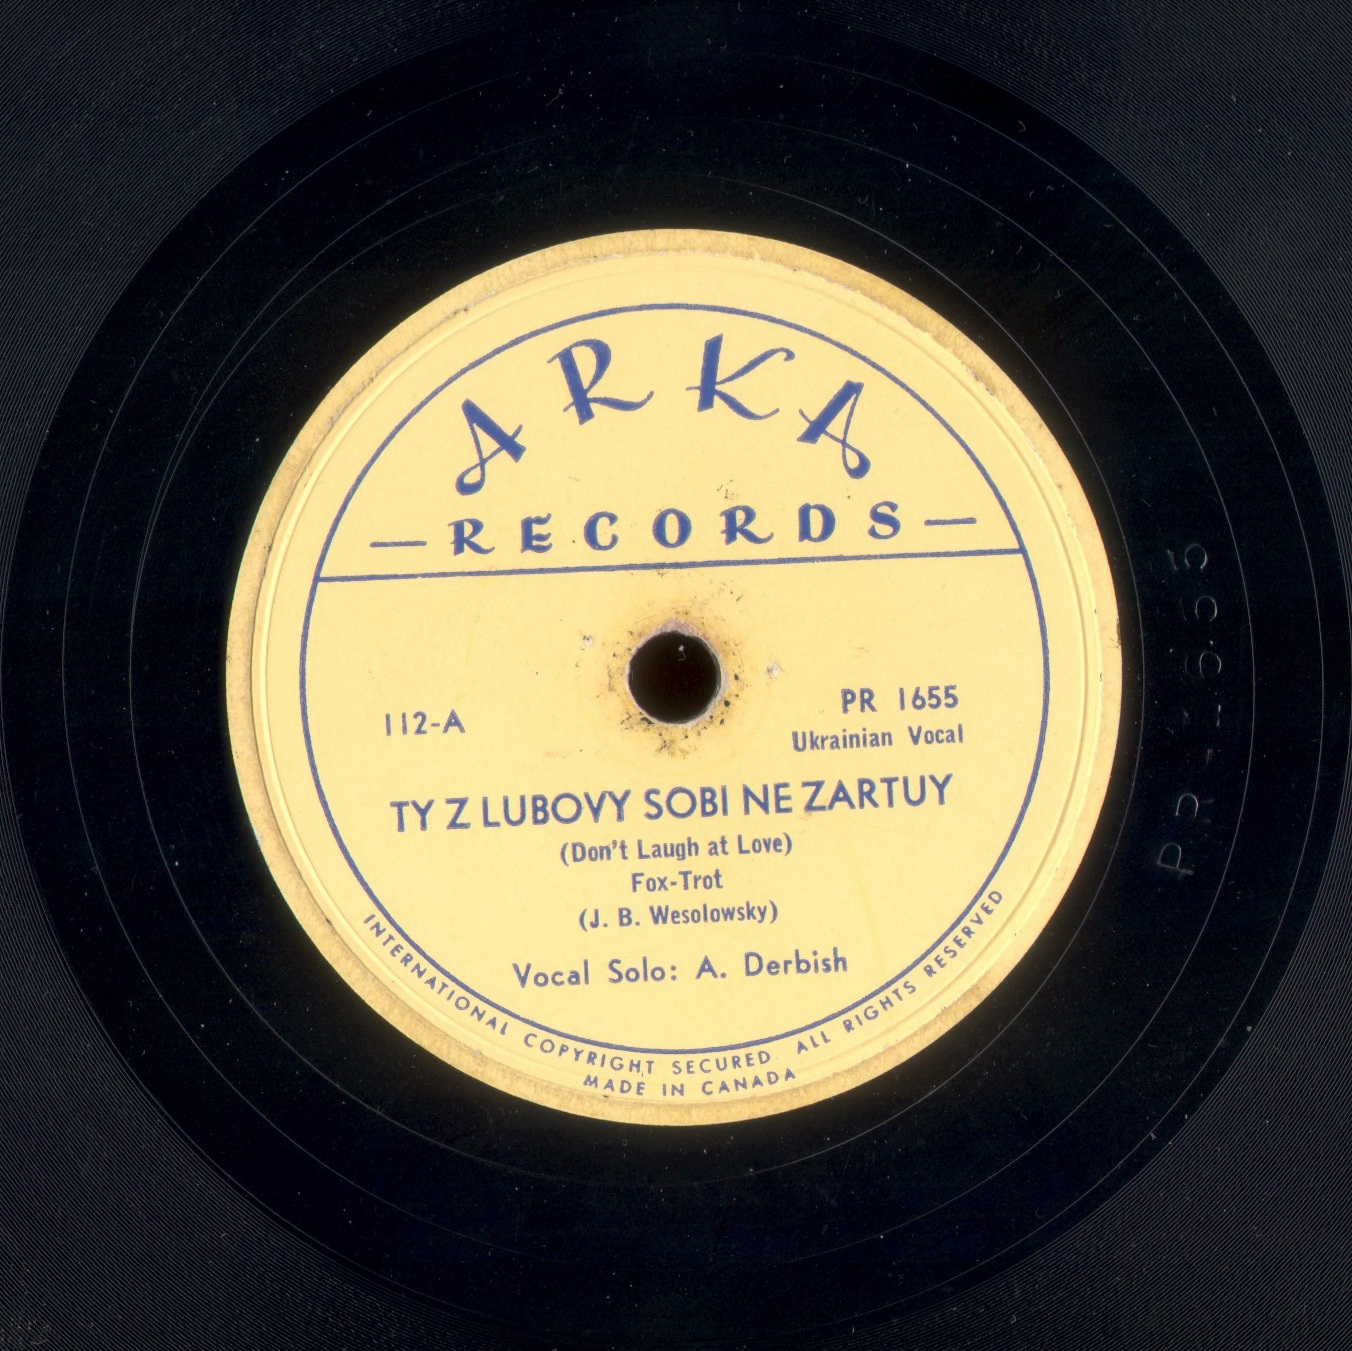 ARKA
— RECORDS —
112-A
PR 1655
Ukrainian Vocal
TY Z LUBOVY SOBI NE ZARTUY
(Don't Laugh at Love)
Fox-Trot
(J. B. Wesolowsky)
Vocal Solo: A. Derbish
INTERNATIONAL COPYRIGHT SECURED ALL RIGHTS RESERVED
MADE IN CANADA